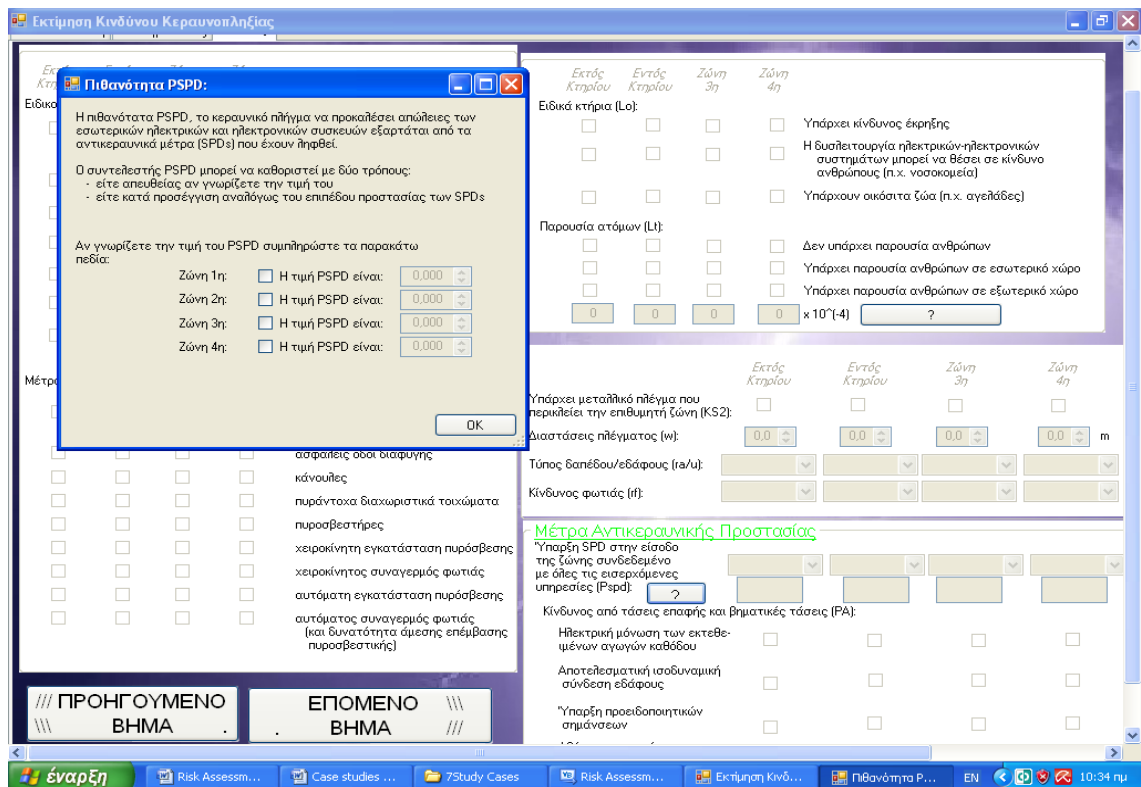 Εκτίμηση Κινδύνου Κεραυνοπληξίας
Πιθανότητα PSPD:
Η πιθανότατα PSPD, το κεραυνικό πλήγμα να προκαλέσει απώλειες των
εσωτερικών ηλεκτρικών και ηλεκτρονικών συσκευών εξαρτάται από τα
αντικεραυνικά μέτρα (SPDs) που έχουν ληφθεί.
Ο συντελεστής PSPD μπορεί να καθοριστεί με δύο τρόπους:
- είτε απευθείας αν γνωρίζετε την τιμή του
- είτε κατά προσέγγιση αναλόγως του επιπέδου προστασίας των SPDs
Αν γνωρίζετε την τιμή του PSPD συμπληρώστε τα παρακάτω
πεδία:
Ζώνη 1η: Η τιμή PSPD είναι: 0,000
Ζώνη 2η: Η τιμή PSPD είναι: 0,000
Ζώνη 3η: Η τιμή PSPD είναι: 0,000
Ζώνη 4η: Η τιμή PSPD είναι: 0,000
OK
ασφαλείς οδοί διαφυγής
κάνουλες
πυράντοχα διαχωριστικά τοιχώματα
πυροσβεστήρες
χειροκίνητη εγκατάσταση πυρόσβεσης
χειροκίνητος συναγερμός φωτιάς
αυτόματη εγκατάσταση πυρόσβεσης
αυτόματος συναγερμός φωτιάς
(και δυνατότητα άμεσης επέμβασης
πυροσβεστικής)
/// ΠΡΟΗΓΟΥΜΕΝΟ
\\\ ΒΗΜΑ .
ΕΠΟΜΕΝΟ \\\
. ΒΗΜΑ ///
Εκτός Εντός Ζώνη Ζώνη
Κτηρίου Κτηρίου 3η 4η
Ειδικά κτήρια (Lo):
Υπάρχει κίνδυνος έκρηξης
Η δυσλειτουργία ηλεκτρικών-ηλεκτρονικών
συστημάτων μπορεί να θέσει σε κίνδυνο
ανθρώπους (π.χ. νοσοκομεία)
Υπάρχουν οικόσιτα ζώα (π.χ. αγελάδες)
Παρουσία ατόμων (Lt):
Δεν υπάρχει παρουσία ανθρώπων
Υπάρχει παρουσία ανθρώπων σε εσωτερικό χώρο
Υπάρχει παρουσία ανθρώπων σε εξωτερικό χώρο
0 0 0 0 x 10^(-4) ?
Εκτός Εντός Ζώνη Ζώνη
Κτηρίου Κτηρίου 3η 4η
Υπάρχει μεταλλικό πλέγμα που
περικλείει την επιθυμητή ζώνη (KS2):
Διαστάσεις πλέγματος (w): 0,0 0,0 0,0 0,0 m
Τύπος δαπέδου/εδάφους (ra/u):
Κίνδυνος φωτιάς (rf):
Μέτρα Αντικεραυνικής Προστασίας
Ύπαρξη SPD στην είσοδο
της ζώνης συνδεδεμένο
με όλες τις εισερχόμενες
υπηρεσίες (Pspd): ?
Κίνδυνος από τάσεις επαφής και βηματικές τάσεις (PA):
Ηλεκτρική μόνωση των εκτεθε-
ιμένων αγωγών καθόδου
Αποτελεσματική ισοδυναμική
σύνδεση εδάφους
Ύπαρξη προειδοποιητικών
σημάνσεων
έναρξη Risk Assessm... Case studies ... 7Study Cases Risk Assessm... Εκτίμηση Κινδ... Πιθανότητα P... EN 10:34 πμ